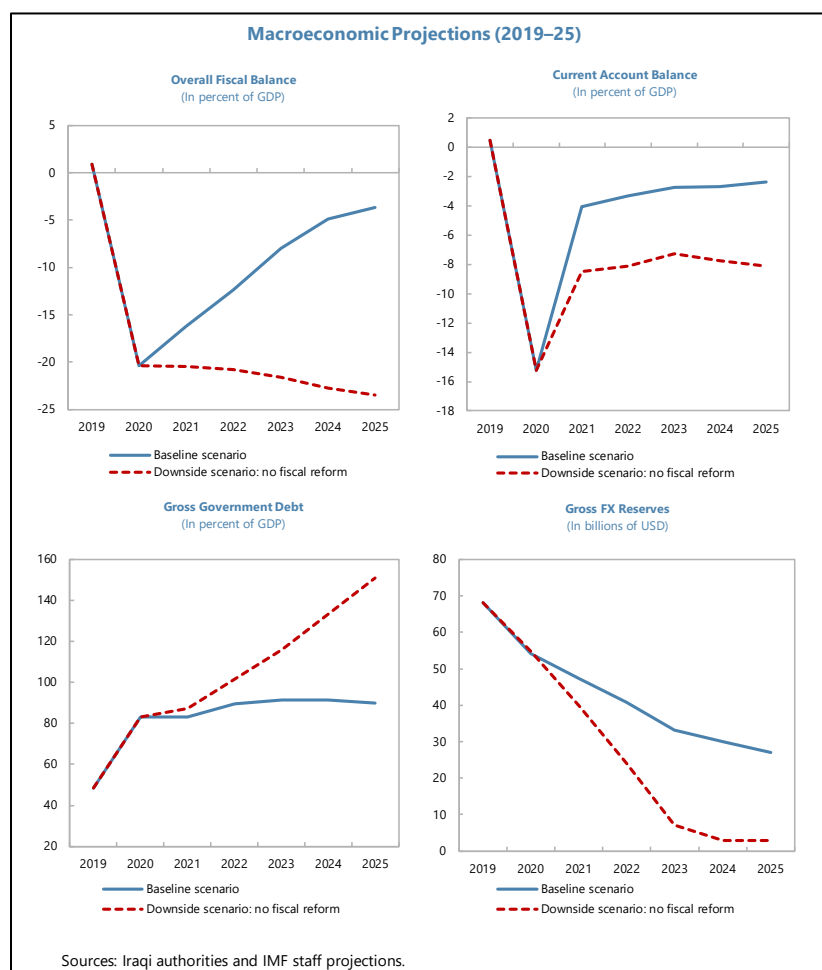 Macroeconomic Projections (2019–25)
Overall Fiscal Balance
(In percent of GDP)
5
0
-5
-10
-15
-20
-25
2019 2020 2021 2022 2023 2024 2025
Baseline scenario
Downside scenario: no fiscal reform
Current Account Balance
(In percent of GDP)
2
0
-2
-4
-6
-8
-10
-12
-14
-16
-18
2019 2020 2021 2022 2023 2024 2025
Baseline scenario
Downside scenario: no fiscal reform
Gross Government Debt
(In percent of GDP)
160
140
120
100
80
60
40
20
2019 2020 2021 2022 2023 2024 2025
Baseline scenario
Downside scenario: no fiscal reform
Gross FX Reserves
(In billions of USD)
80
70
60
50
40
30
20
10
0
2019 2020 2021 2022 2023 2024 2025
Baseline scenario
Downside scenario: no fiscal reform
Sources: Iraqi authorities and IMF staff projections.